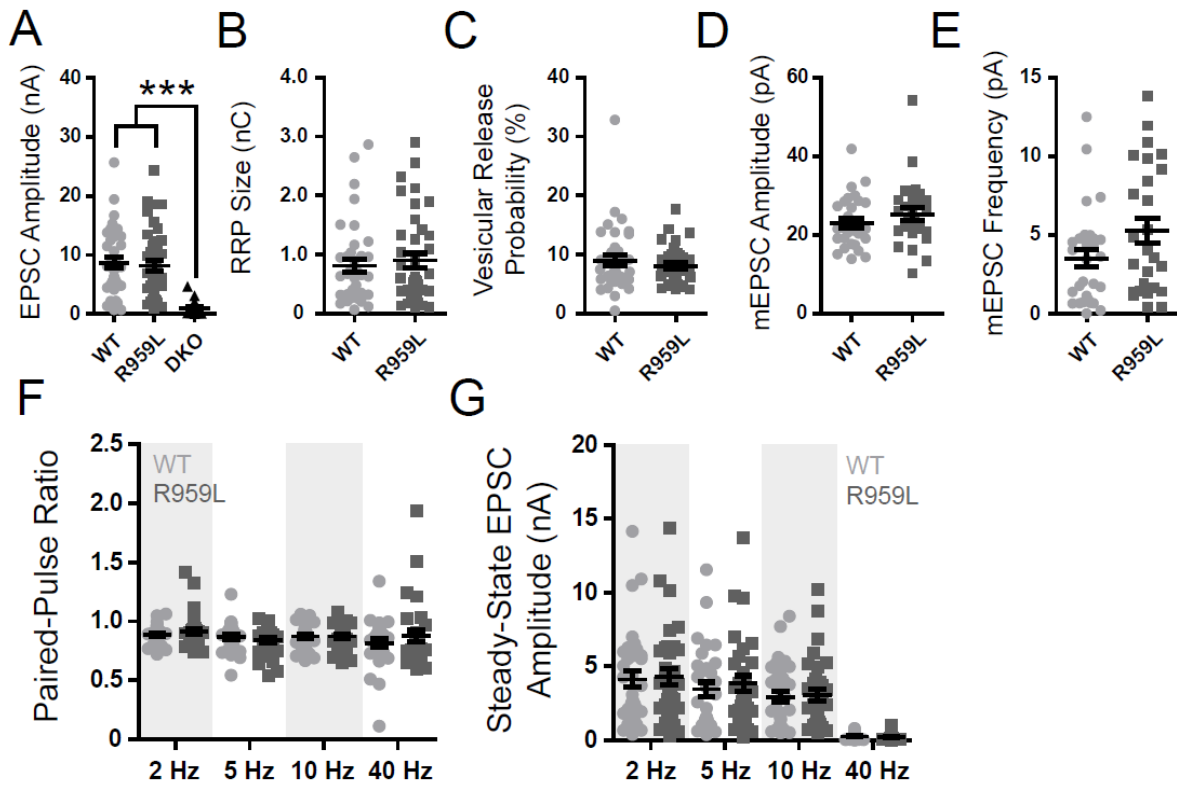 A
EPSC Amplitude (nA)
40
30
20
10
0
***
WT
R959L
DKO
B
RRP Size (nC)
4.0
3.0
2.0
1.0
0
WT
R959L
C
Vesicular Release
Probability (%)
40
30
20
10
0
WT
R959L
D
mEPSC Amplitude (pA)
60
40
20
0
WT
R959L
E
mEPSC Frequency (pA)
15
10
5
0
WT
R959L
F
Paired-Pulse Ratio
2.5
2.0
1.5
1.0
0.5
0
WT
R959L
2 Hz
5 Hz
10 Hz
40 Hz
G
Steady-State EPSC
Amplitude (nA)
20
15
10
5
0
WT
R959L
2 Hz
5 Hz
10 Hz
40 Hz